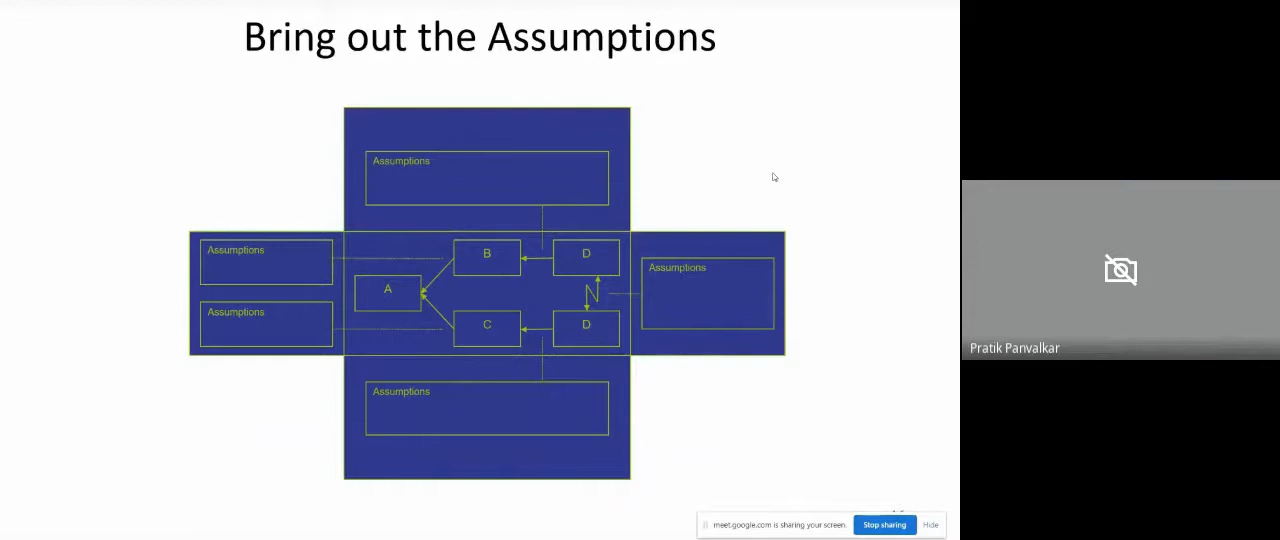 Bring out the Assumptions
Assumptions
Assumptions
B
D
Assumptions
A
Assumptions
C
D
Assumptions
Pratik Panvalkar
meet.google.com is sharing your screen.
Stop sharing
Hide